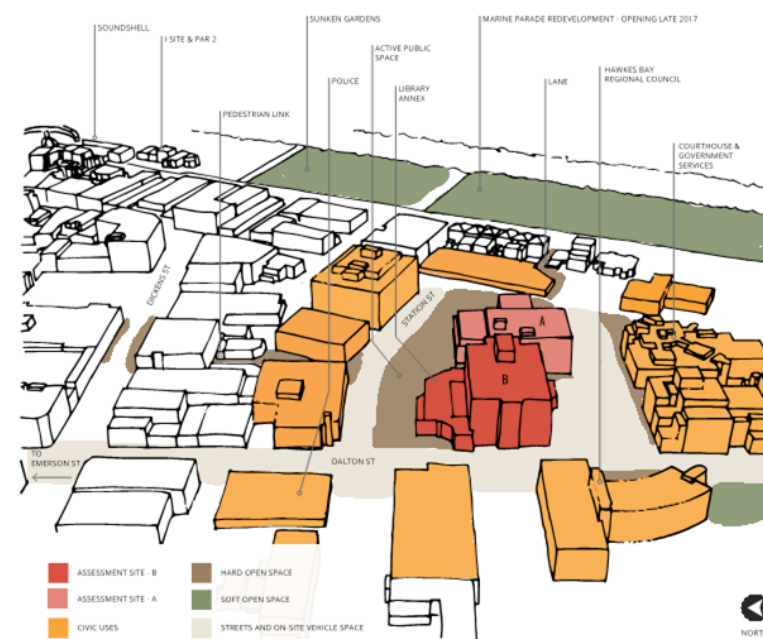 SOUNDSHELL
I-SITE & PAR 2
SUNKEN GARDENS
MARINE PARADE REDEVELOPMENT - OPENING LATE 2017
ACTIVE PUBLIC
SPACE
POLICE
LIBRARY
ANNEX
LANE
HAWKES BAY
REGIONAL COUNCIL
PEDESTRIAN LINK
COURTHOUSE &
GOVERNMENT
SERVICES
DICKENS ST
STATION ST
A
B
TO
EMERSON ST
DALTON ST
ASSESSMENT SITE - B
HARD OPEN SPACE
ASSESSMENT SITE - A
SOFT OPEN SPACE
CIVIC USES
STREETS AND ON-SITE VEHICLE SPACE
NORT